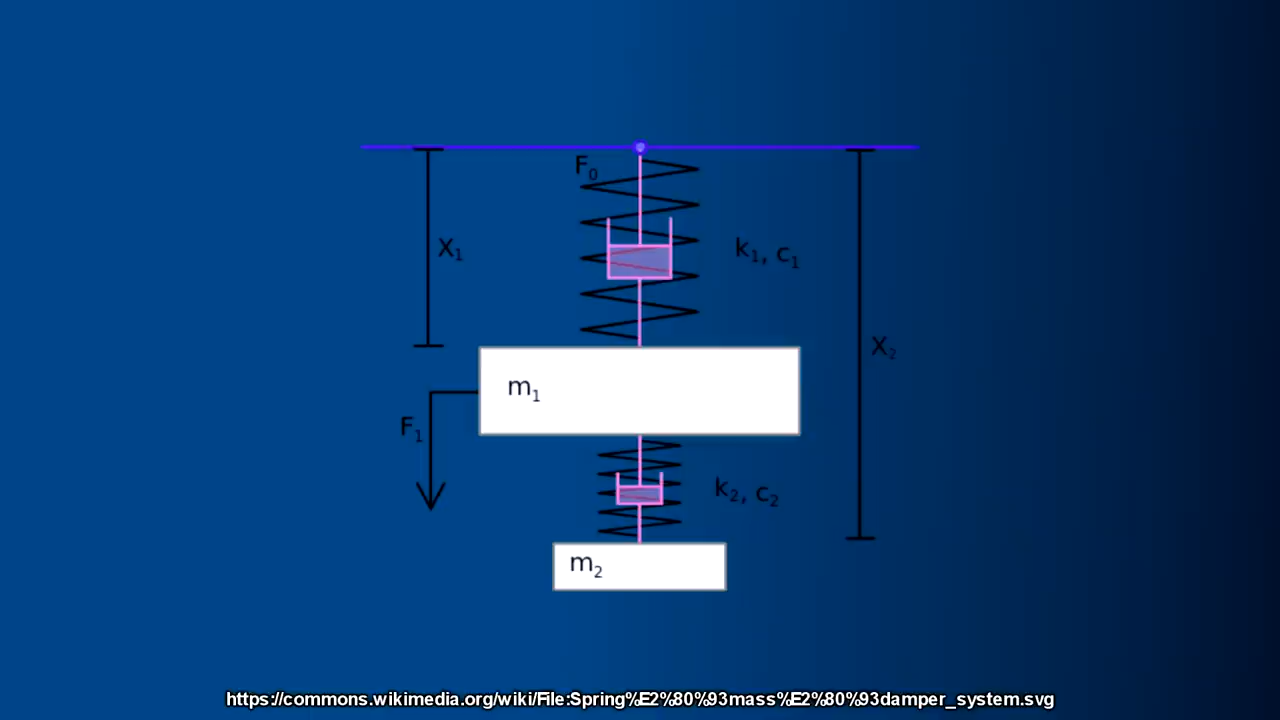 F₀
X₁
k₁, c₁
X₂
m₁
F₁
k₂, c₂
m₂
https://commons.wikimedia.org/wiki/File:Spring%E2%80%93mass%E2%80%93damper_system.svg